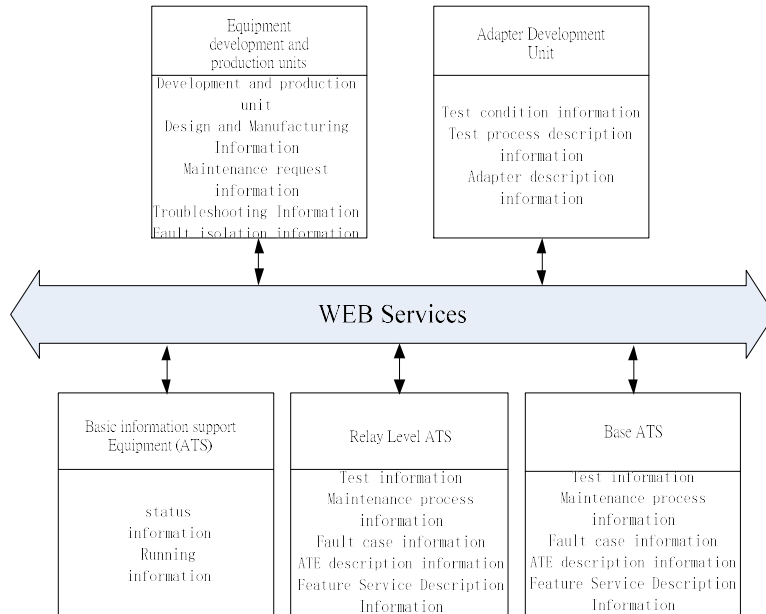 Equipment
development and
production units
Development and production
unit
Design and Manufacturing
Information
Maintenance request
information
Troubleshooting Information
Fault isolation information
Adapter Development
Unit
Test condition information
Test process description
information
Adapter description
information
WEB Services
Basic information support
Equipment (ATS)
status
information
Running
information
Relay Level ATS
Test information
Maintenance process
information
Fault case information
ATE description information
Feature Service Description
Information
Base ATS
Test information
Maintenance process
information
Fault case information
ATE description information
Feature Service Description
Information